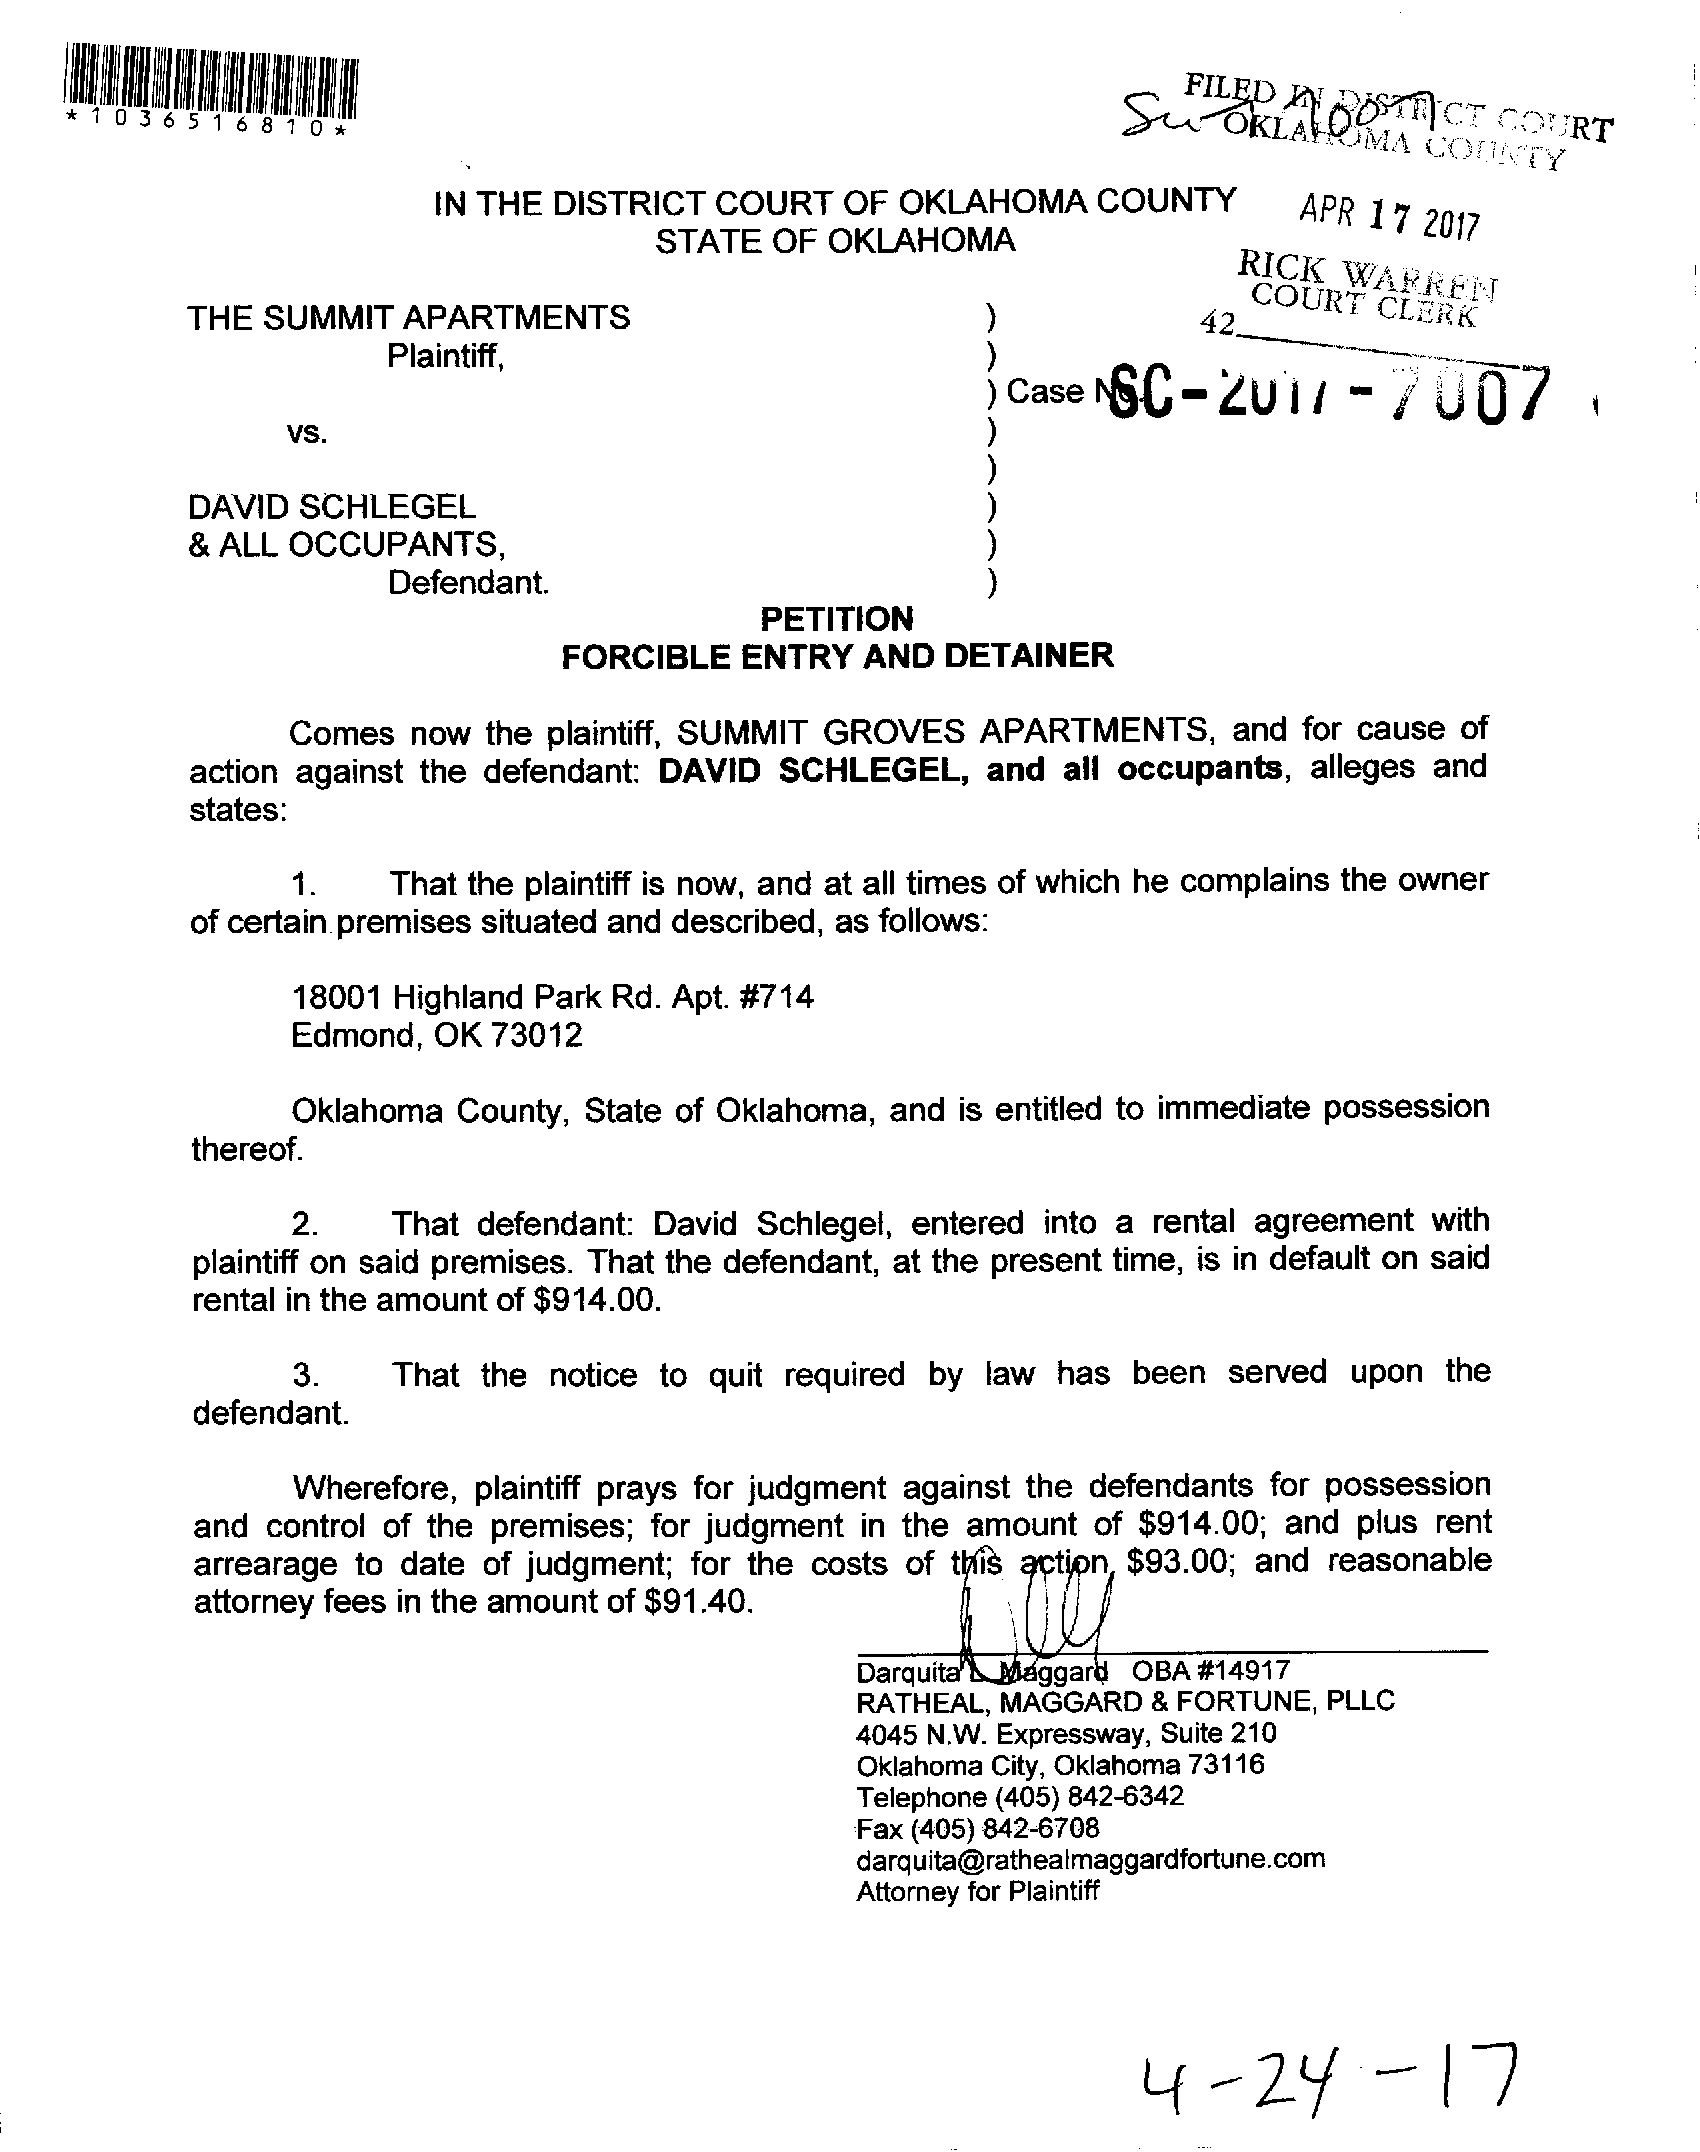 *1036516810*
FILED IN DISTRICT COURT
OKLAHOMA COUNTY
IN THE DISTRICT COURT OF OKLAHOMA COUNTY
STATE OF OKLAHOMA
APR 17 2017
RICK WARREN
COURT CLERK
42
THE SUMMIT APARTMENTS )
Plaintiff, )
) Case No. SC-2017-7007
vs. )
)
DAVID SCHLEGEL )
& ALL OCCUPANTS, )
Defendant. )
PETITION
FORCIBLE ENTRY AND DETAINER
Comes now the plaintiff, SUMMIT GROVES APARTMENTS, and for cause of
action against the defendant: DAVID SCHLEGEL, and all occupants, alleges and
states:
1. That the plaintiff is now, and at all times of which he complains the owner
of certain premises situated and described, as follows:
18001 Highland Park Rd. Apt. #714
Edmond, OK 73012
Oklahoma County, State of Oklahoma, and is entitled to immediate possession
thereof.
2. That defendant: David Schlegel, entered into a rental agreement with
plaintiff on said premises. That the defendant, at the present time, is in default on said
rental in the amount of $914.00.
3. That the notice to quit required by law has been served upon the
defendant.
Wherefore, plaintiff prays for judgment against the defendants for possession
and control of the premises; for judgment in the amount of $914.00; and plus rent
arrearage to date of judgment; for the costs of this action, $93.00; and reasonable
attorney fees in the amount of $91.40.
Darquita L. Maggard OBA #14917
RATHEAL, MAGGARD & FORTUNE, PLLC
4045 N.W. Expressway, Suite 210
Oklahoma City, Oklahoma 73116
Telephone (405) 842-6342
Fax (405) 842-6708
darquita@rathealmaggardfortune.com
Attorney for Plaintiff
4-24-17